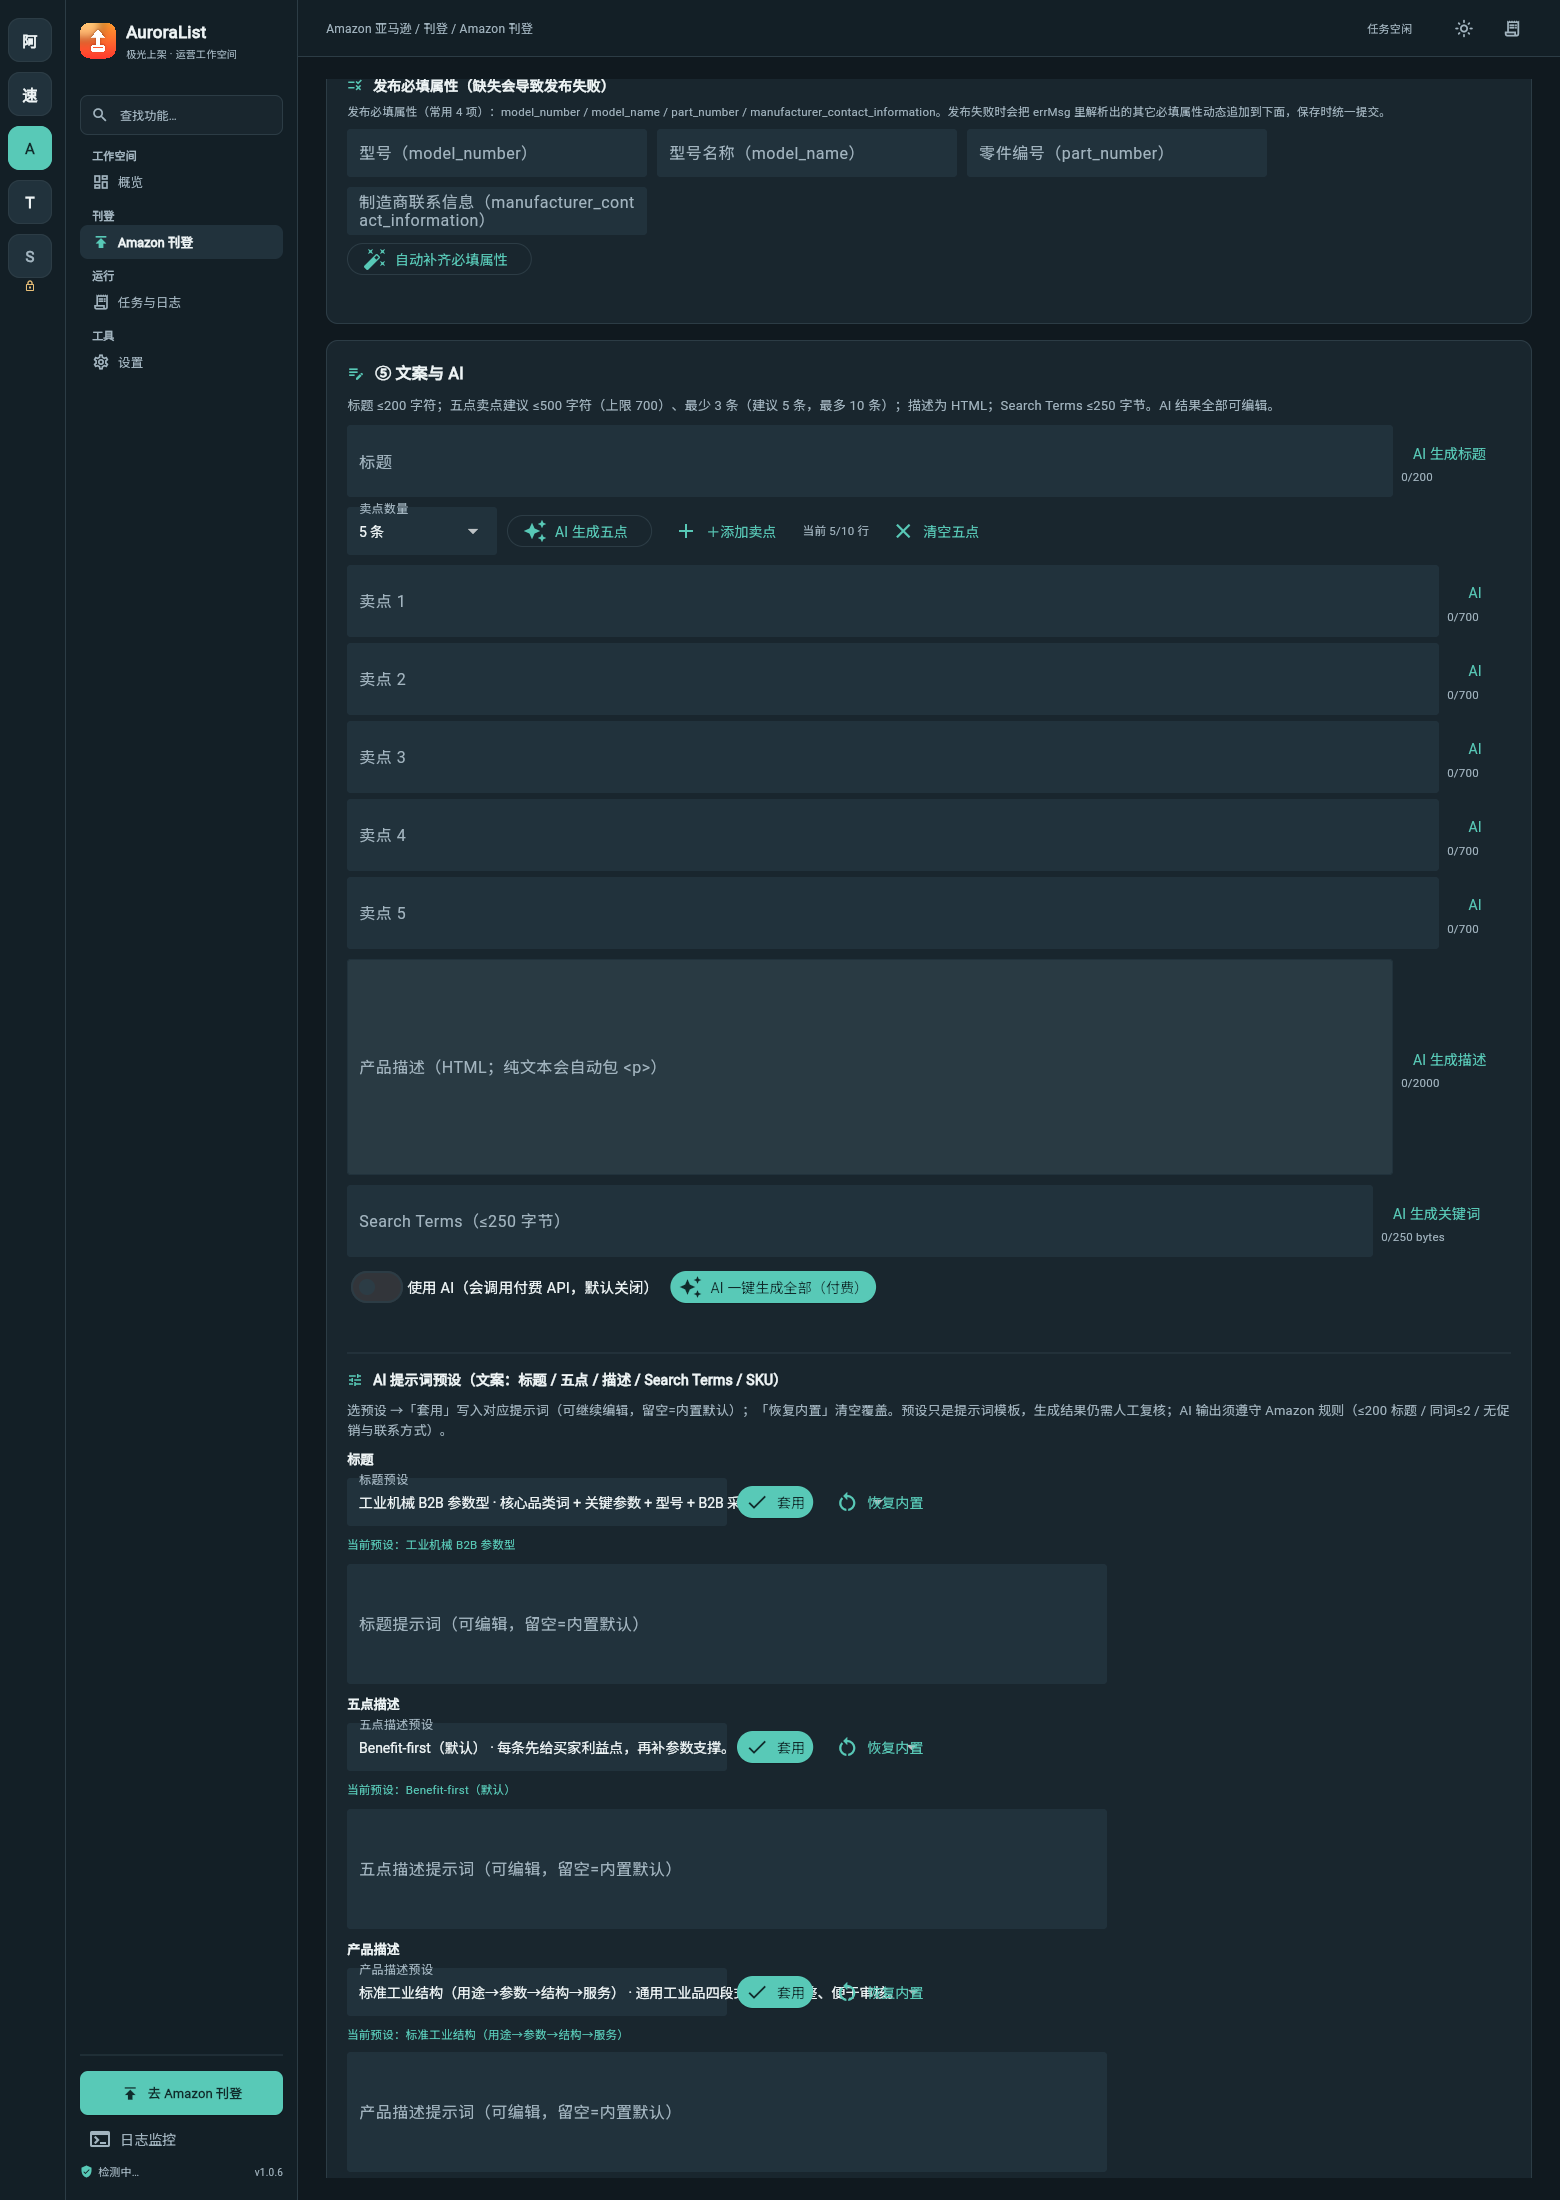 阿
速
A
T
S
AuroraList
极光上架 · 运营工作空间
查找功能...
工作空间
概览
刊登
Amazon 刊登
运行
任务与日志
工具
设置
去 Amazon 刊登
日志监控
检测中...
v1.0.6
Amazon 亚马逊 / 刊登 / Amazon 刊登
任务空闲
发布必填属性（缺失会导致发布失败）
发布必填属性（常用 4 项）：model_number / model_name / part_number / manufacturer_contact_information。发布失败时会把 errMsg 里解析出的其它必填属性动态追加到下面，保存时统一提交。
型号（model_number）
型号名称（model_name）
零件编号（part_number）
制造商联系信息（manufacturer_cont
act_information）
自动补齐必填属性
⑤ 文案与 AI
标题 ≤200 字符；五点卖点建议 ≤500 字符（上限 700）、最少 3 条（建议 5 条，最多 10 条）；描述为 HTML；Search Terms ≤250 字节。AI 结果全部可编辑。
标题
AI 生成标题
0/200
卖点数量
5 条
AI 生成五点
＋添加卖点
当前 5/10 行
清空五点
卖点 1
AI
0/700
卖点 2
AI
0/700
卖点 3
AI
0/700
卖点 4
AI
0/700
卖点 5
AI
0/700
产品描述（HTML；纯文本会自动包 <p>）
AI 生成描述
0/2000
Search Terms（≤250 字节）
AI 生成关键词
0/250 bytes
使用 AI（会调用付费 API，默认关闭）
AI 一键生成全部（付费）
AI 提示词预设（文案：标题 / 五点 / 描述 / Search Terms / SKU）
选预设 →「套用」写入对应提示词（可继续编辑，留空=内置默认）；「恢复内置」清空覆盖。预设只是提示词模板，生成结果仍需人工复核；AI 输出须遵守 Amazon 规则（≤200 标题 / 同词≤2 / 无促
销与联系方式）。
标题
标题预设
工业机械 B2B 参数型 · 核心品类词 + 关键参数 + 型号 + B2B 采
套用
恢复内置
当前预设：工业机械 B2B 参数型
标题提示词（可编辑，留空=内置默认）
五点描述
五点描述预设
Benefit-first（默认） · 每条先给买家利益点，再补参数支撑。
套用
恢复内置
当前预设：Benefit-first（默认）
五点描述提示词（可编辑，留空=内置默认）
产品描述
产品描述预设
标准工业结构（用途→参数→结构→服务） · 通用工业品四段
、便于审核
套用
恢复内置
当前预设：标准工业结构（用途→参数→结构→服务）
产品描述提示词（可编辑，留空=内置默认）